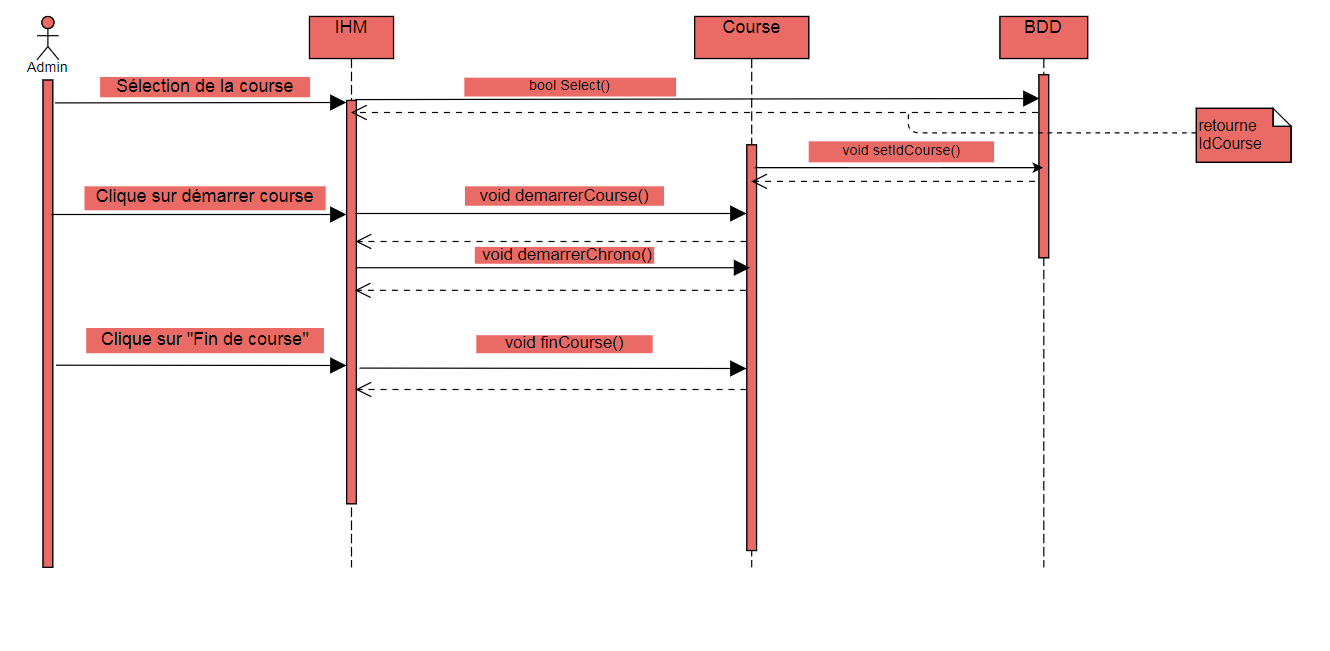 IHM
Course
BDD
Admin
Sélection de la course
bool Select()
retourne
IdCourse
void setIdCourse()
Clique sur démarrer course
void demarrerCourse()
void demarrerChrono()
Clique sur "Fin de course"
void finCourse()